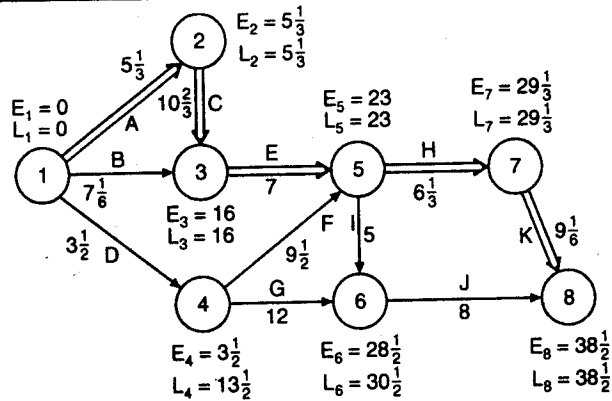 2
E₂ = 5 1/3
L₂ = 5 1/3
5 1/3
A
10 2/3
C
E₁ = 0
L₁ = 0
1
B
7 1/6
3
E₃ = 16
L₃ = 16
E
7
E₅ = 23
L₅ = 23
5
H
6 1/3
E₇ = 29 1/3
L₇ = 29 1/3
7
K
9 1/6
3 1/2
D
F
9 1/2
I
5
4
G
12
6
J
8
8
E₄ = 3 1/2
L₄ = 13 1/2
E₆ = 28 1/2
L₆ = 30 1/2
E₈ = 38 1/2
L₈ = 38 1/2